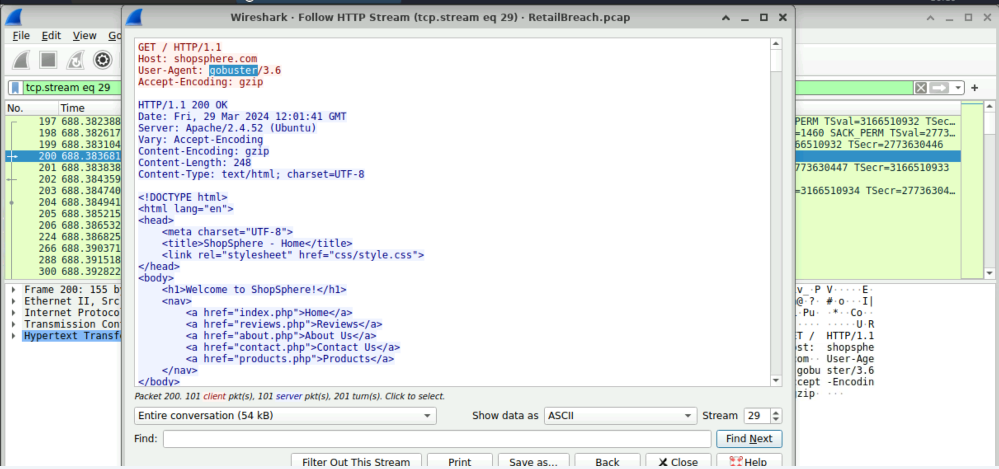 Wireshark · Follow HTTP Stream (tcp.stream eq 29) · RetailBreach.pcap
File Edit View Go
tcp.stream eq 29
No. Time
197 688.382388
198 688.382617
199 688.383104
200 688.383681
201 688.383838
202 688.384359
203 688.384740
204 688.384941
205 688.385215
206 688.386532
224 688.386825
266 688.390371
288 688.391518
300 688.392822
Frame 200: 155 b
Ethernet II, Src
Internet Protoco
Transmission Con
Hypertext Transf
GET / HTTP/1.1
Host: shopsphere.com
User-Agent: gobuster/3.6
Accept-Encoding: gzip
HTTP/1.1 200 OK
Date: Fri, 29 Mar 2024 12:01:41 GMT
Server: Apache/2.4.52 (Ubuntu)
Vary: Accept-Encoding
Content-Encoding: gzip
Content-Length: 248
Content-Type: text/html; charset=UTF-8
<!DOCTYPE html>
<html lang="en">
<head>
<meta charset="UTF-8">
<title>ShopSphere - Home</title>
<link rel="stylesheet" href="css/style.css">
</head>
<body>
<h1>Welcome to ShopSphere!</h1>
<nav>
<a href="index.php">Home</a>
<a href="reviews.php">Reviews</a>
<a href="about.php">About Us</a>
<a href="contact.php">Contact Us</a>
<a href="products.php">Products</a>
</nav>
</body>
Packet 200. 101 client pkt(s), 101 server pkt(s), 201 turn(s). Click to select.
Entire conversation (54 kB) Show data as ASCII Stream 29
Find: Find Next
Filter Out This Stream Print Save as... Back Close Help
PERM TSval=3166510932 TSec…
=1460 SACK_PERM TSval=2773…
66510932 TSecr=2773630446
773630447 TSecr=3166510933
=3166510934 TSecr=27736304…
v_·P V·····E·
@·?· #·o···I|
·Pu· ·*··Co··
···· ·····U·R
ET / HTTP/1.1
st: shopsphe
om·· User-Age
gobu ster/3.6
cept -Encodin
zip· ···